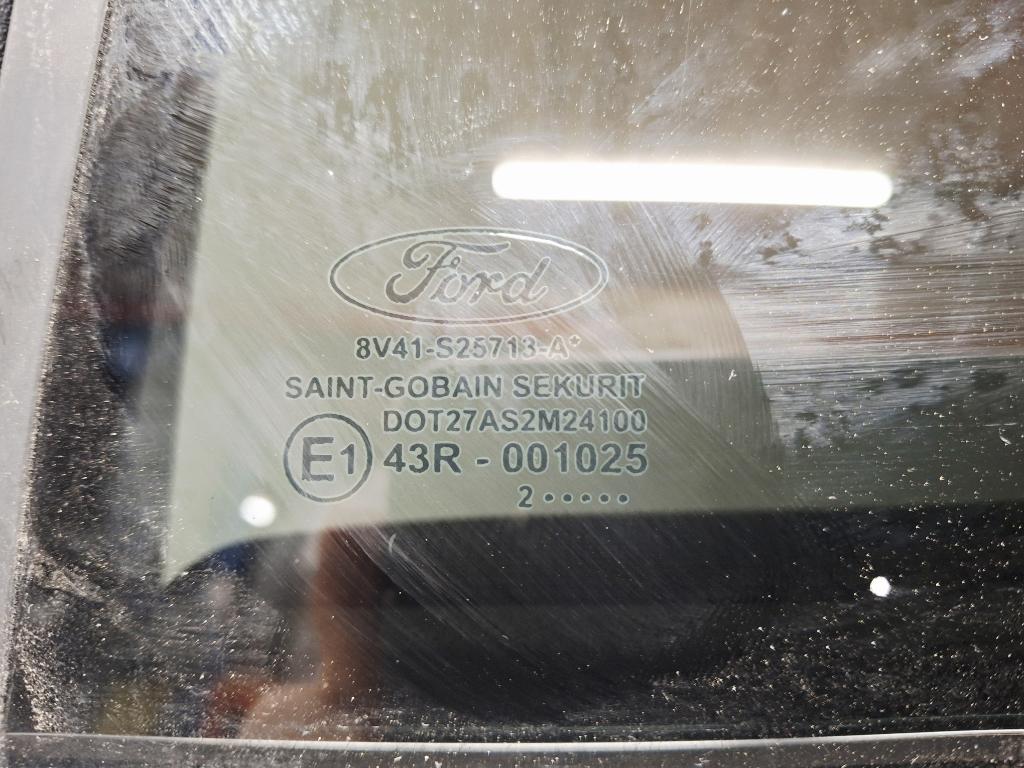 Ford
8V41-S25713-A*
SAINT-GOBAIN SEKURIT
DOT27AS2M24100
E1 43R - 001025
2•••••